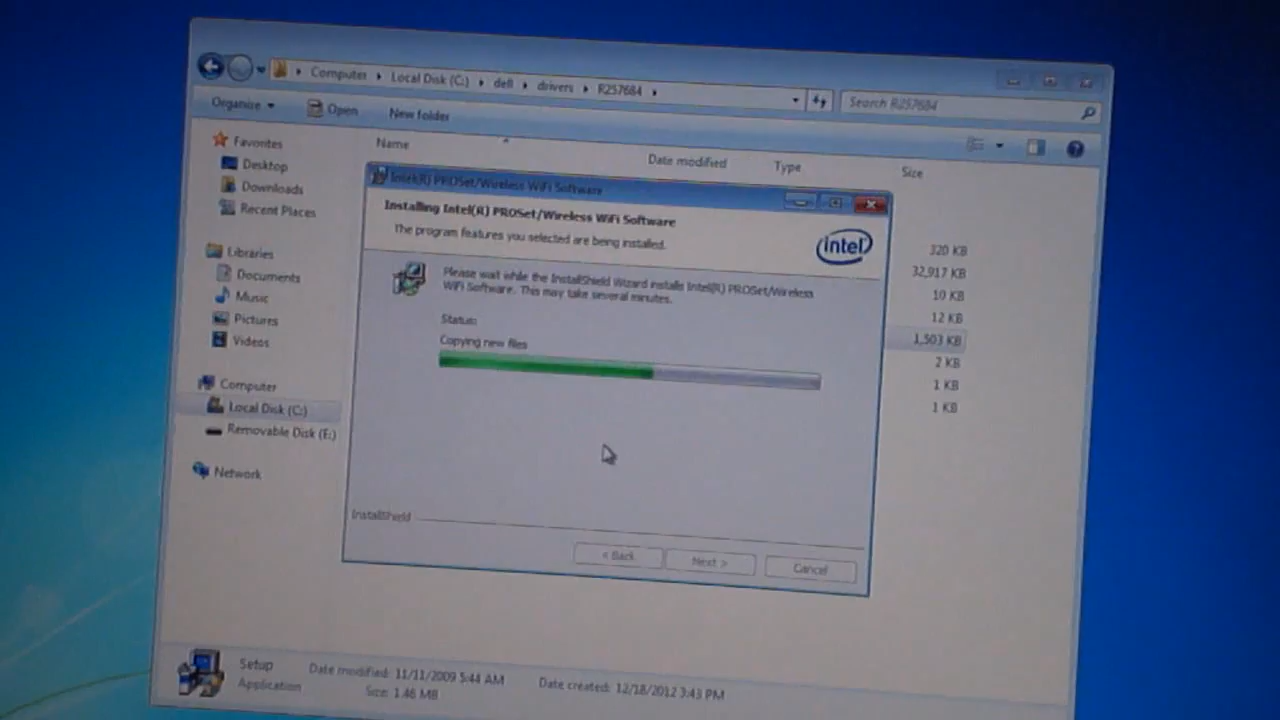 Computer Local Disk (C:) dell drivers R257684
Search R257684
Organize Open New folder
Name Date modified Type Size
Favorites
Desktop
Downloads
Recent Places
Libraries
Documents
Music
Pictures
Videos
Computer
Local Disk (C:)
Removable Disk (E:)
Network
320 KB
32,917 KB
10 KB
12 KB
1,503 KB
2 KB
1 KB
1 KB
Intel(R) PROSet/Wireless WiFi Software
Installing Intel(R) PROSet/Wireless WiFi Software
The program features you selected are being installed.
intel
Please wait while the InstallShield Wizard installs Intel(R) PROSet/Wireless
WiFi Software. This may take several minutes.
Status:
Copying new files
InstallShield
< Back Next > Cancel
Setup Date modified: 11/11/2009 5:44 AM Date created: 12/18/2012 3:43 PM
Application Size: 1.46 MB